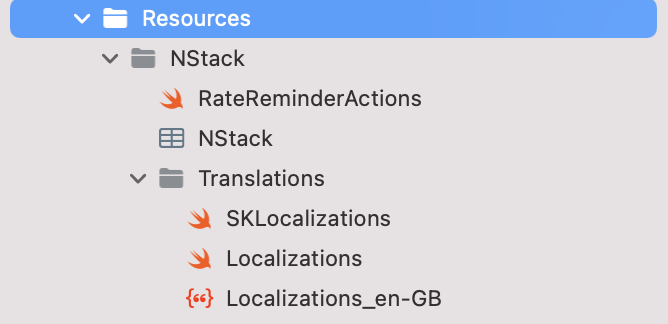 Resources
NStack
RateReminderActions
NStack
Translations
SKLocalizations
Localizations
Localizations_en-GB